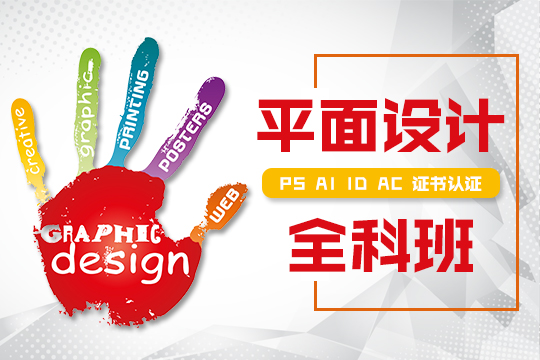 creative
graphic
PRINTING
POSTERS
WEB
GRAPHIC
design
平面设计
PS AI ID AC 证书认证
全科班